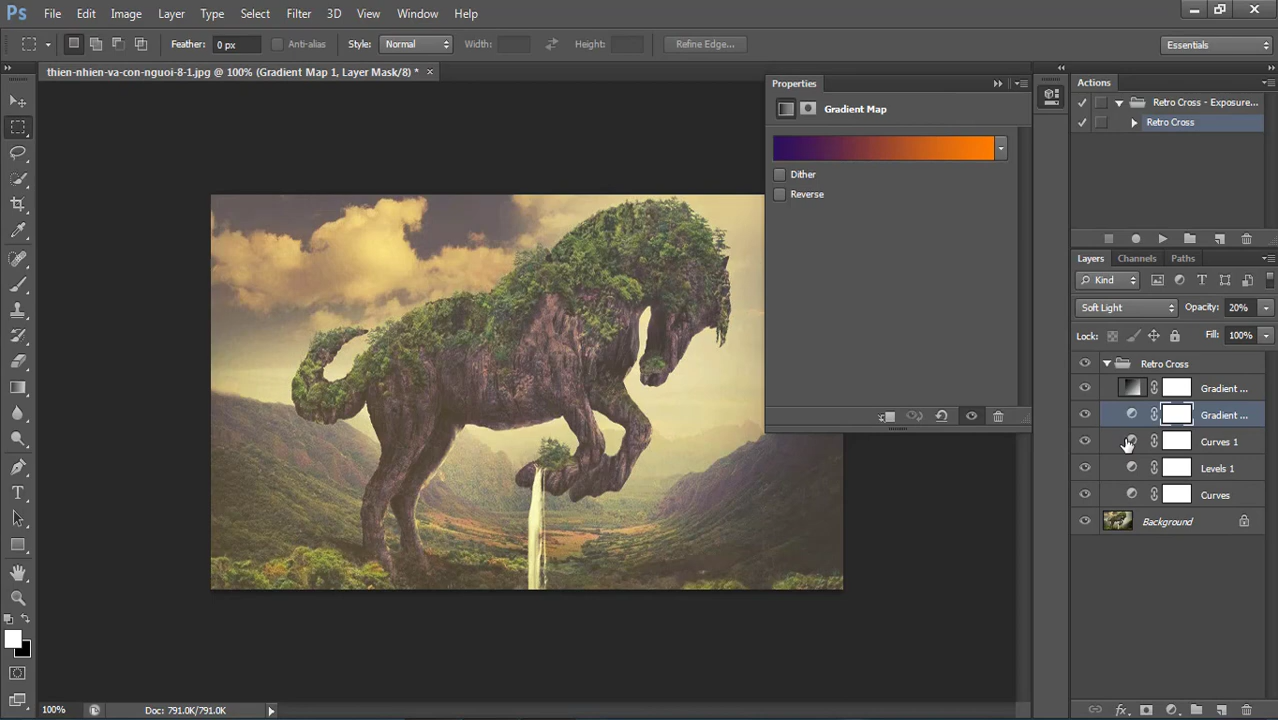 Ps File Edit Image Layer Type Select Filter 3D View Window Help
Feather: 0 px Anti-alias Style: Normal Width: Height: Refine Edge... Essentials
thien-nhien-va-con-nguoi-8-1.jpg @ 100% (Gradient Map 1, Layer Mask/8) *
Properties
Gradient Map
Dither
Reverse
Actions
Retro Cross - Exposure...
Retro Cross
Layers Channels Paths
Kind
Soft Light Opacity: 20%
Lock: Fill: 100%
Retro Cross
Gradient ...
Gradient ...
Curves 1
Levels 1
Curves
Background
100% Doc: 791.0K/791.0K